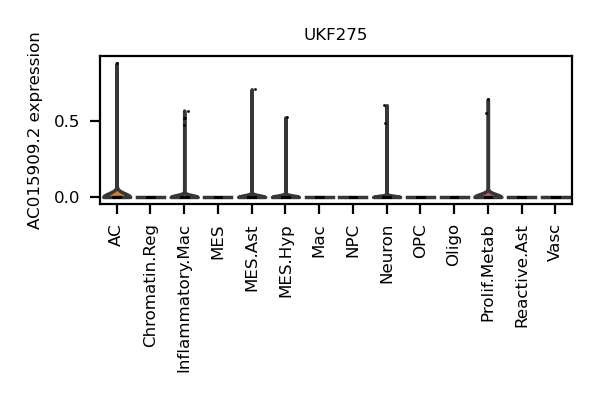 UKF275
AC015909.2 expression
0.5
0.0
AC
Chromatin.Reg
Inflammatory.Mac
MES
MES.Ast
MES.Hyp
Mac
NPC
Neuron
OPC
Oligo
Prolif.Metab
Reactive.Ast
Vasc